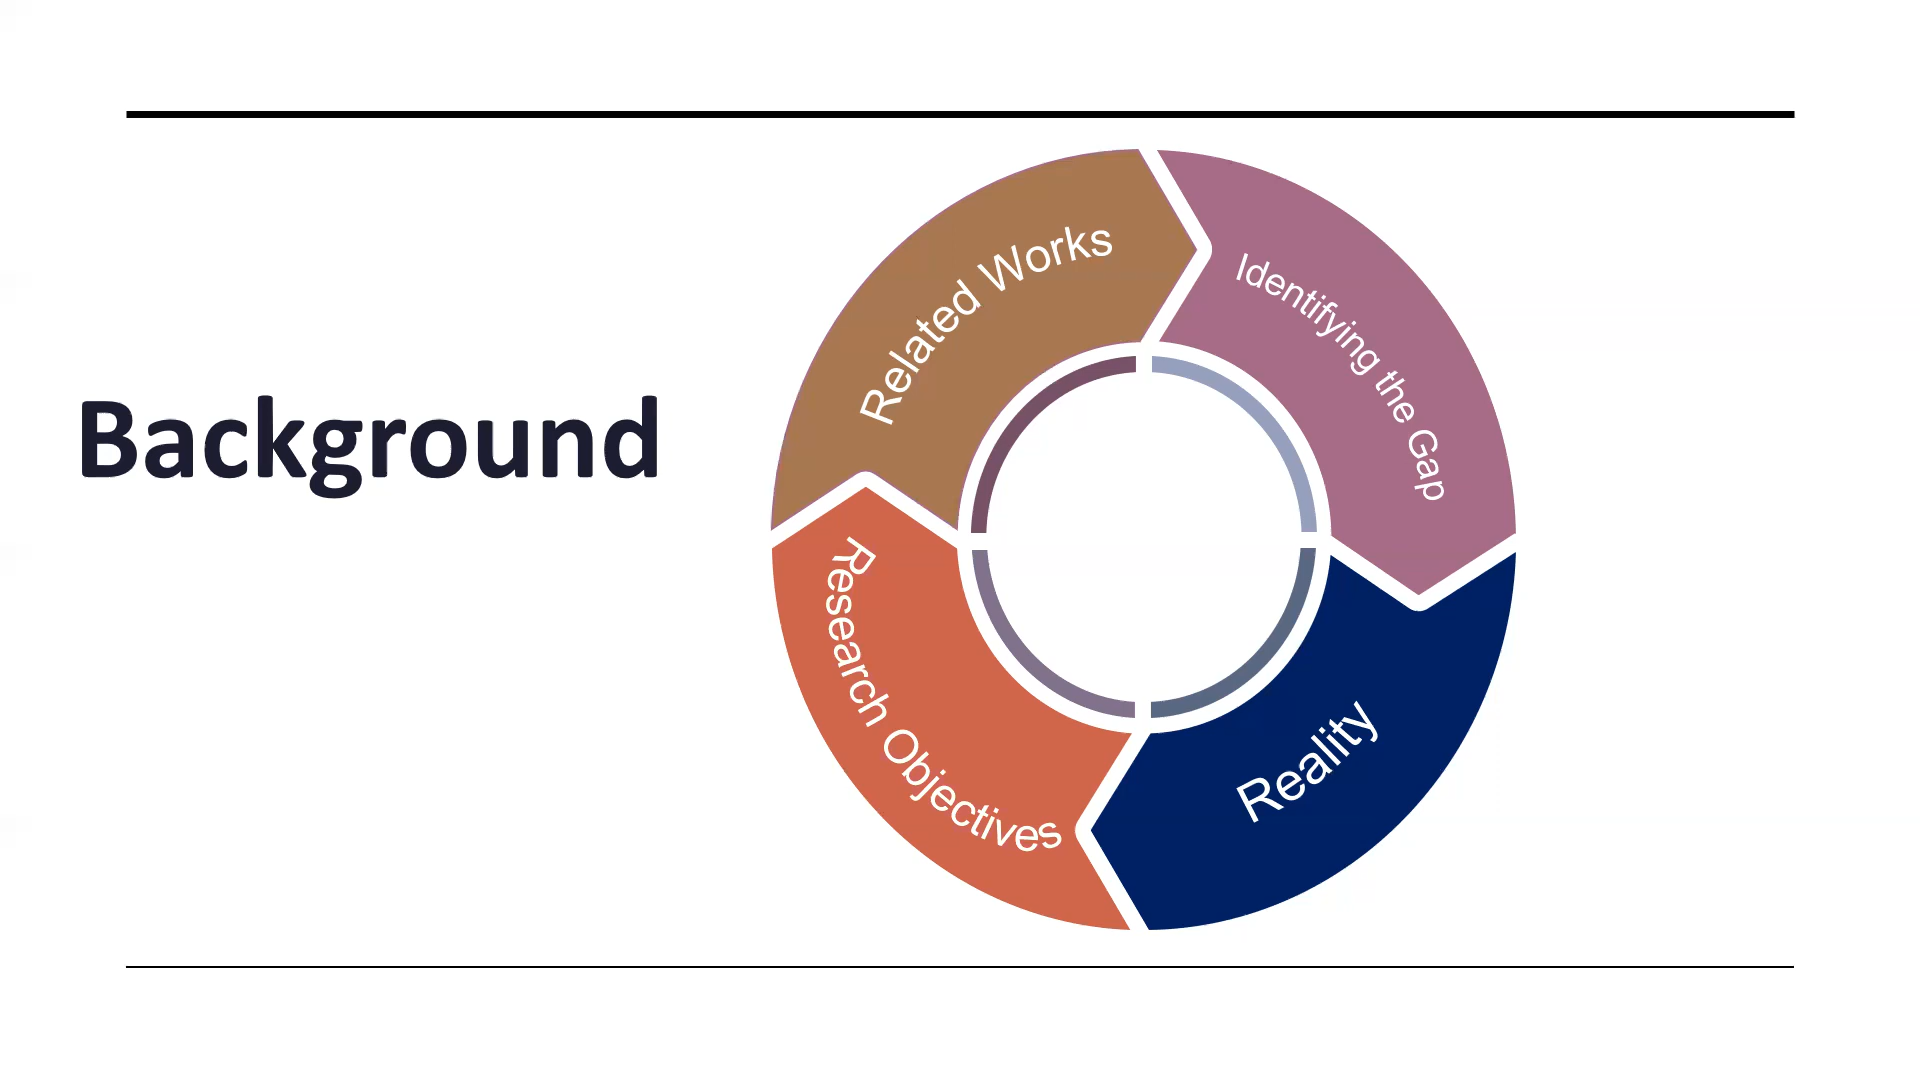 Background
Related Works
Identifying the Gap
Reality
Research Objectives